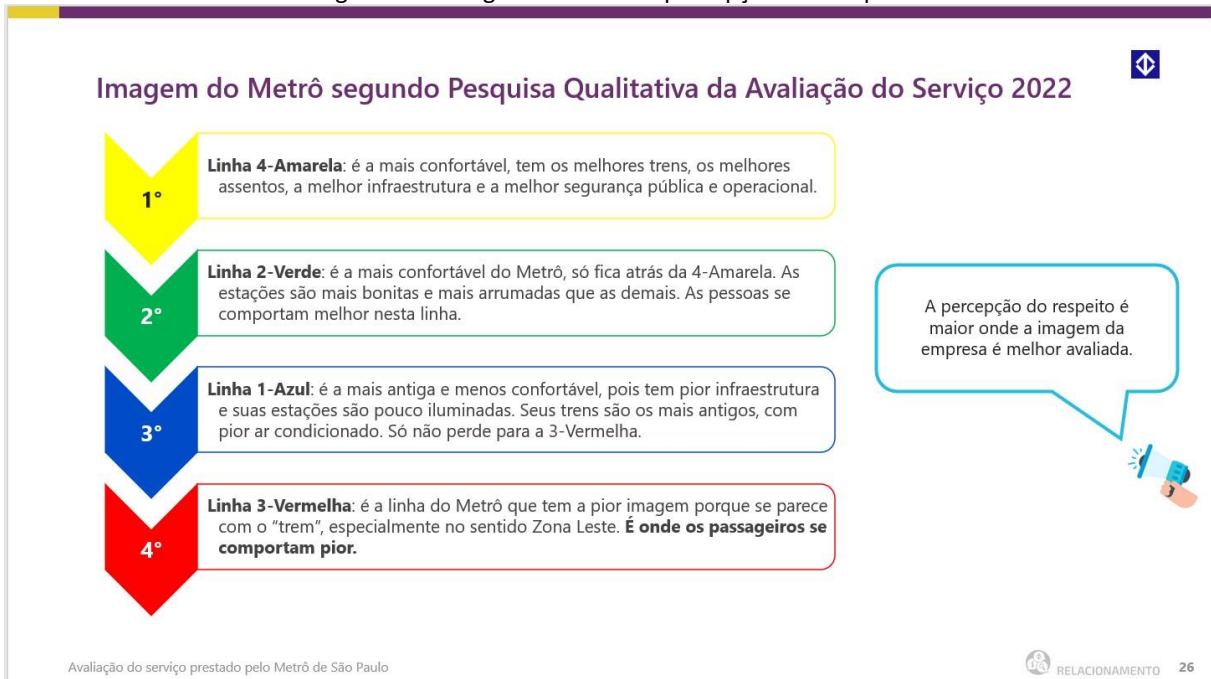 Imagem do Metrô segundo Pesquisa Qualitativa da Avaliação do Serviço 2022
1°
Linha 4-Amarela: é a mais confortável, tem os melhores trens, os melhores
assentos, a melhor infraestrutura e a melhor segurança pública e operacional.
2°
Linha 2-Verde: é a mais confortável do Metrô, só fica atrás da 4-Amarela. As
estações são mais bonitas e mais arrumadas que as demais. As pessoas se
comportam melhor nesta linha.
3°
Linha 1-Azul: é a mais antiga e menos confortável, pois tem pior infraestrutura
e suas estações são pouco iluminadas. Seus trens são os mais antigos, com
pior ar condicionado. Só não perde para a 3-Vermelha.
4°
Linha 3-Vermelha: é a linha do Metrô que tem a pior imagem porque se parece
com o “trem”, especialmente no sentido Zona Leste. É onde os passageiros se
comportam pior.
A percepção do respeito é
maior onde a imagem da
empresa é melhor avaliada.
Avaliação do serviço prestado pelo Metrô de São Paulo
RELACIONAMENTO 26